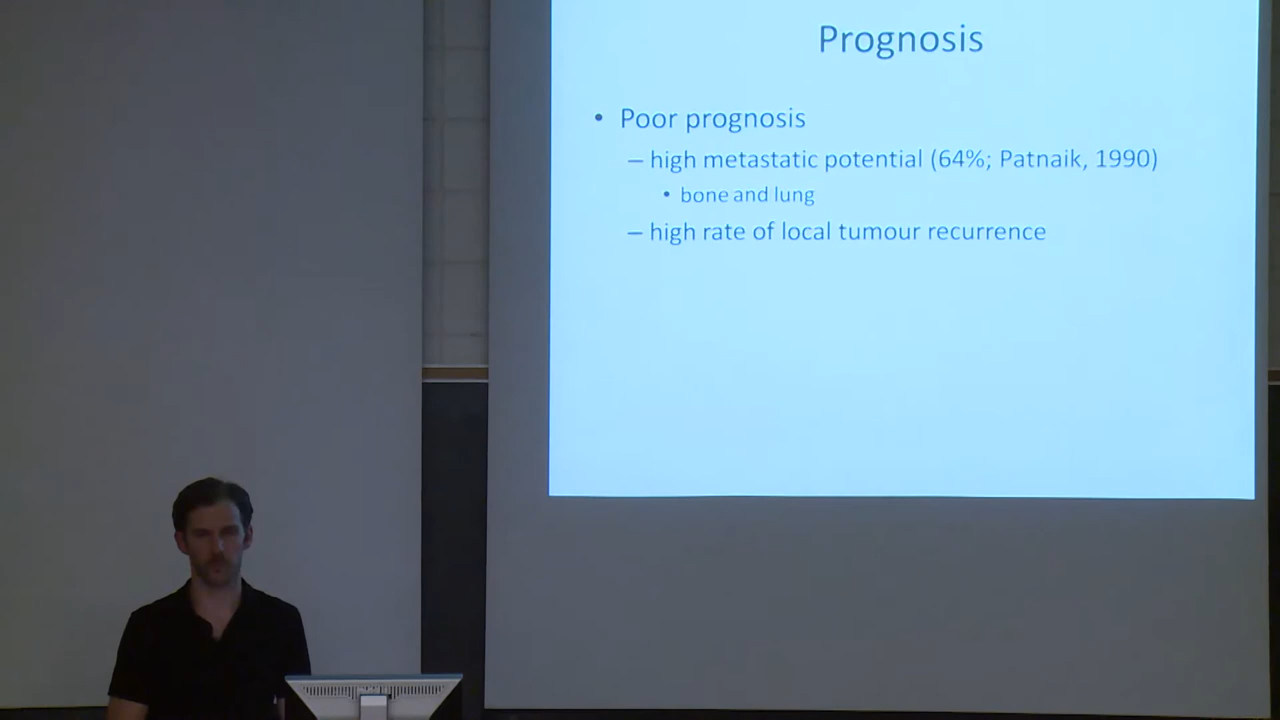 Prognosis
• Poor prognosis
– high metastatic potential (64%; Patnaik, 1990)
• bone and lung
– high rate of local tumour recurrence